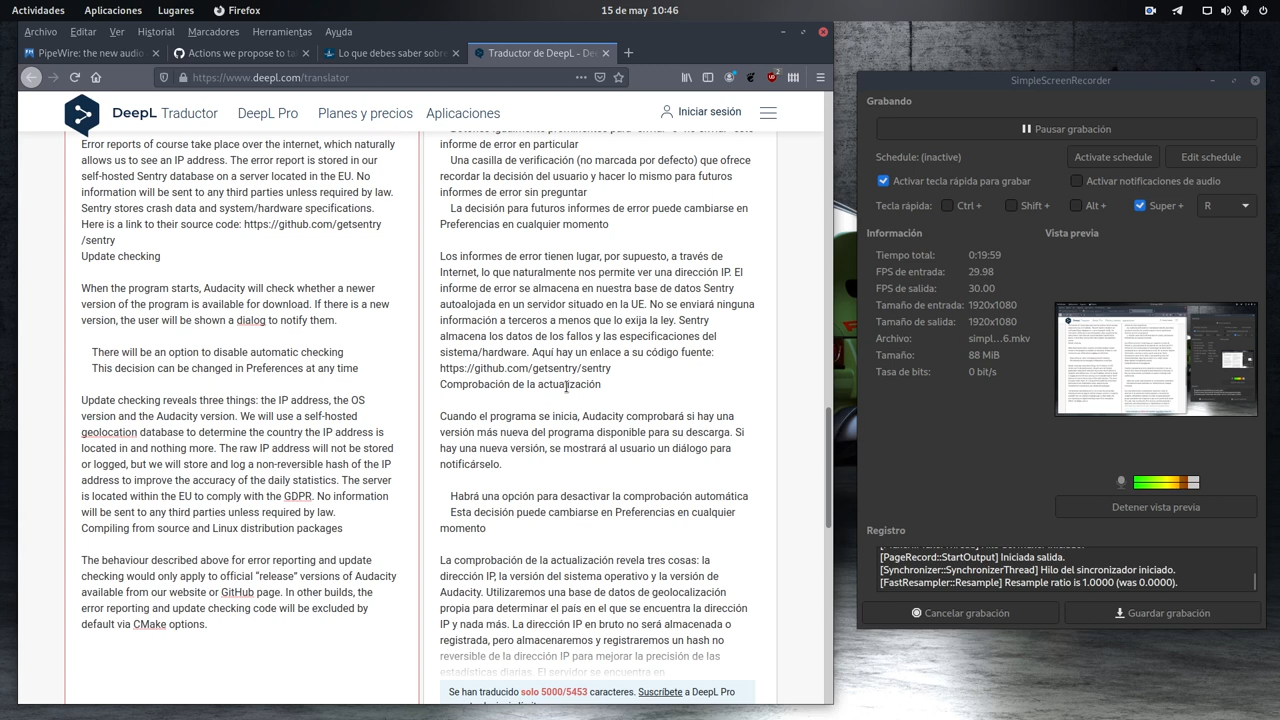 Actividades Aplicaciones Lugares Firefox 15 de mayo 10:46
Archivo Editar Ver Historial Marcadores Herramientas Ayuda
PipeWire: the new audio Actions we propose to ta Lo que debes saber sobre Traductor de DeepL - Dee
https://www.deepl.com/translator
DeepL Traductor DeepL Pro Planes y precios Aplicaciones Iniciar sesión
Error reports of course take place over the internet, which naturally
allows us to see an IP address. The error report is stored in our
self-hosted Sentry database on a server located in the EU. No
information will be sent to any third parties unless required by law.
Sentry stores crash data and system/hardware specifications.
Here is a link to their source code: https://github.com/getsentry
/sentry
Update checking
When the program starts, Audacity will check whether a newer
version of the program is available for download. If there is a new
version, the user will be shown a dialog to notify them.
There will be an option to disable automatic checking
This decision can be changed in Preferences at any time
Update checking reveals three things: the IP address, the OS
version and the Audacity version. We will use a self-hosted
geolocation database to determine the country the IP address is
located in and nothing more. The raw IP address will not be stored
or logged, but we will store and log a non-reversible hash of the IP
address to improve the accuracy of the daily statistics. The server
is located within the EU to comply with the GDPR. No information
will be sent to any third parties unless required by law.
Compiling from source and Linux distribution packages
The behaviour described above for error reporting and update
checking would only apply to official “release” versions of Audacity
available from our website or GitHub page. In other builds, the
error reporting and update checking code will be excluded by
default via CMake options.
informe de error en particular
Una casilla de verificación (no marcada por defecto) que ofrece
recordar la decisión del usuario y hacer lo mismo para futuros
informes de error sin preguntar
La decisión para futuros informes de error puede cambiarse en
Preferencias en cualquier momento
Los informes de error tienen lugar, por supuesto, a través de
Internet, lo que naturalmente nos permite ver una dirección IP. El
informe de error se almacena en nuestra base de datos Sentry
autoalojada en un servidor situado en la UE. No se enviará ninguna
información a terceros a menos que lo exija la ley. Sentry
almacena los datos de los fallos y las especificaciones del
sistema/hardware. Aquí hay un enlace a su código fuente:
https://github.com/getsentry/sentry
Comprobación de la actualización
Cuando el programa se inicia, Audacity comprobará si hay una
versión más nueva del programa disponible para su descarga. Si
hay una nueva versión, se mostrará al usuario un diálogo para
notificárselo.
Habrá una opción para desactivar la comprobación automática
Esta decisión puede cambiarse en Preferencias en cualquier
momento
La comprobación de la actualización revela tres cosas: la
dirección IP, la versión del sistema operativo y la versión de
Audacity. Utilizaremos una base de datos de geolocalización
propia para determinar el país en el que se encuentra la dirección
IP y nada más. La dirección IP en bruto no será almacenada o
registrada, pero almacenaremos y registraremos un hash no
reversible de la dirección IP para mejorar la precisión de las
estadísticas diarias. El servidor se encuentra en
Se han traducido solo 5000/5453 caracteres. Suscríbete a DeepL Pro
SimpleScreenRecorder
Grabando
Pausar grabación
Schedule: (inactive) Activate schedule Edit schedule
Activar tecla rápida para grabar Activar notificaciones de audio
Tecla rápida: Ctrl + Shift + Alt + Super + R
Información Vista previa
Tiempo total: 0:19:59
FPS de entrada: 29.98
FPS de salida: 30.00
Tamaño de entrada: 1920x1080
Tamaño de salida: 1920x1080
Archivo: simpl...6.mkv
Tamaño: 88 MiB
Tasa de bits: 0 bit/s
Detener vista previa
Registro
[PageRecord::StartOutput] Iniciada salida.
[Synchronizer::SynchronizerThread] Hilo del sincronizador iniciado.
[FastResampler::Resample] Resample ratio is 1.0000 (was 0.0000).
Cancelar grabación Guardar grabación